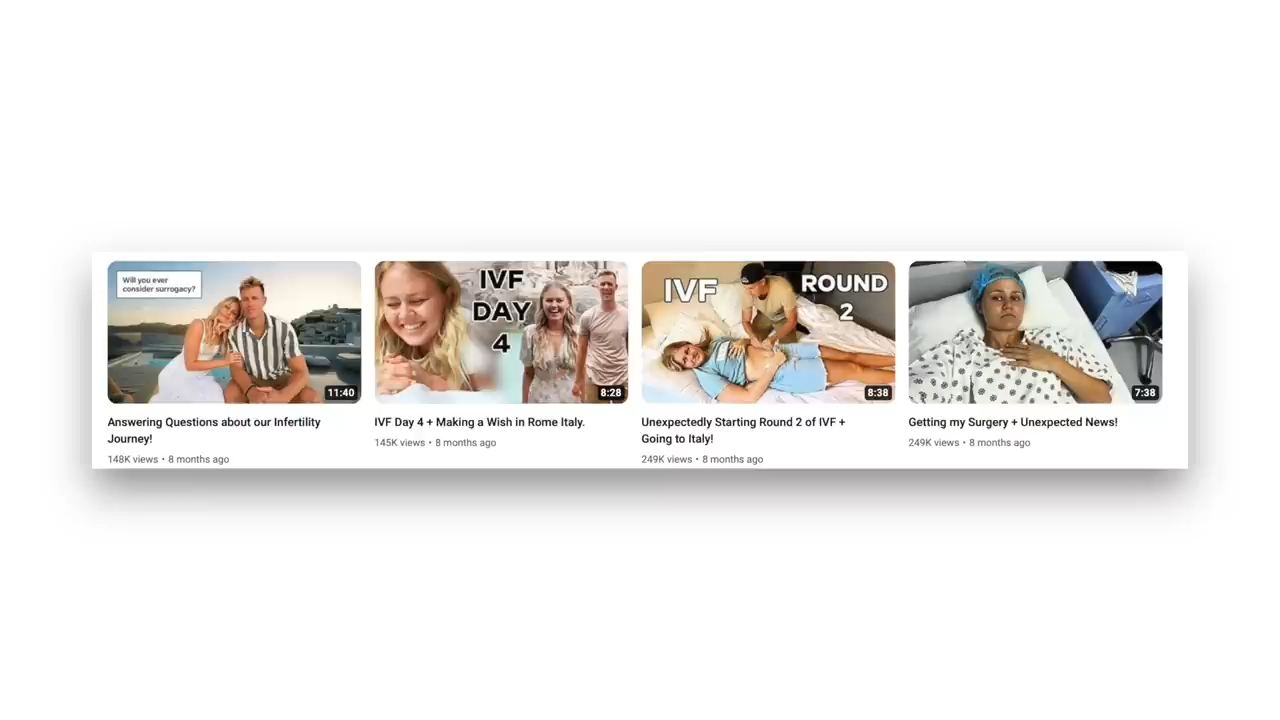 Will you ever
consider surrogacy?
11:40
Answering Questions about our Infertility
Journey!
148K views • 8 months ago
IVF
DAY
4
8:28
IVF Day 4 + Making a Wish in Rome Italy.
145K views • 8 months ago
IVF
ROUND
2
8:38
Unexpectedly Starting Round 2 of IVF +
Going to Italy!
249K views • 8 months ago
7:38
Getting my Surgery + Unexpected News!
249K views • 8 months ago